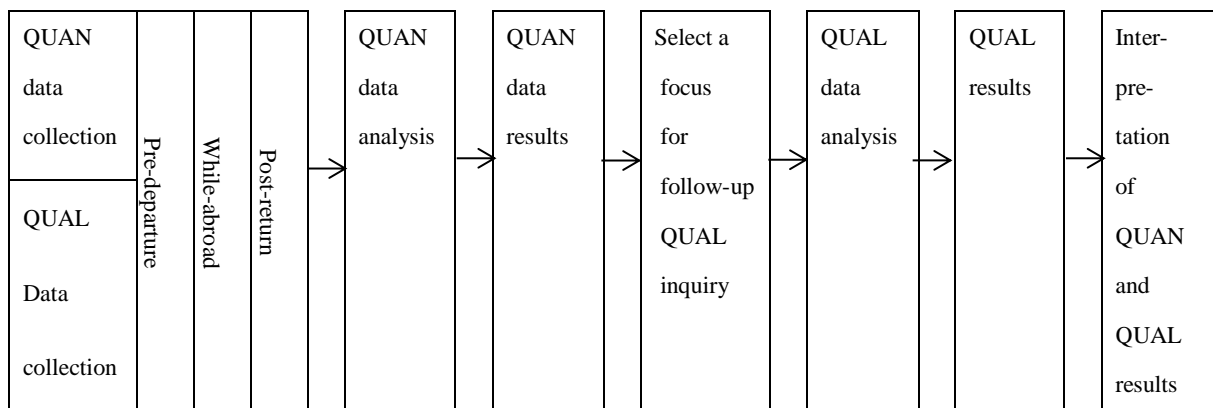 QUAN
data
collection
QUAL
Data
collection
Pre-departure
While-abroad
Post-return
QUAN
data
analysis
QUAN
data
results
Select a
focus
for
follow-up
QUAL
inquiry
QUAL
data
analysis
QUAL
results
Inter-
pre-
tation
of
QUAN
and
QUAL
results